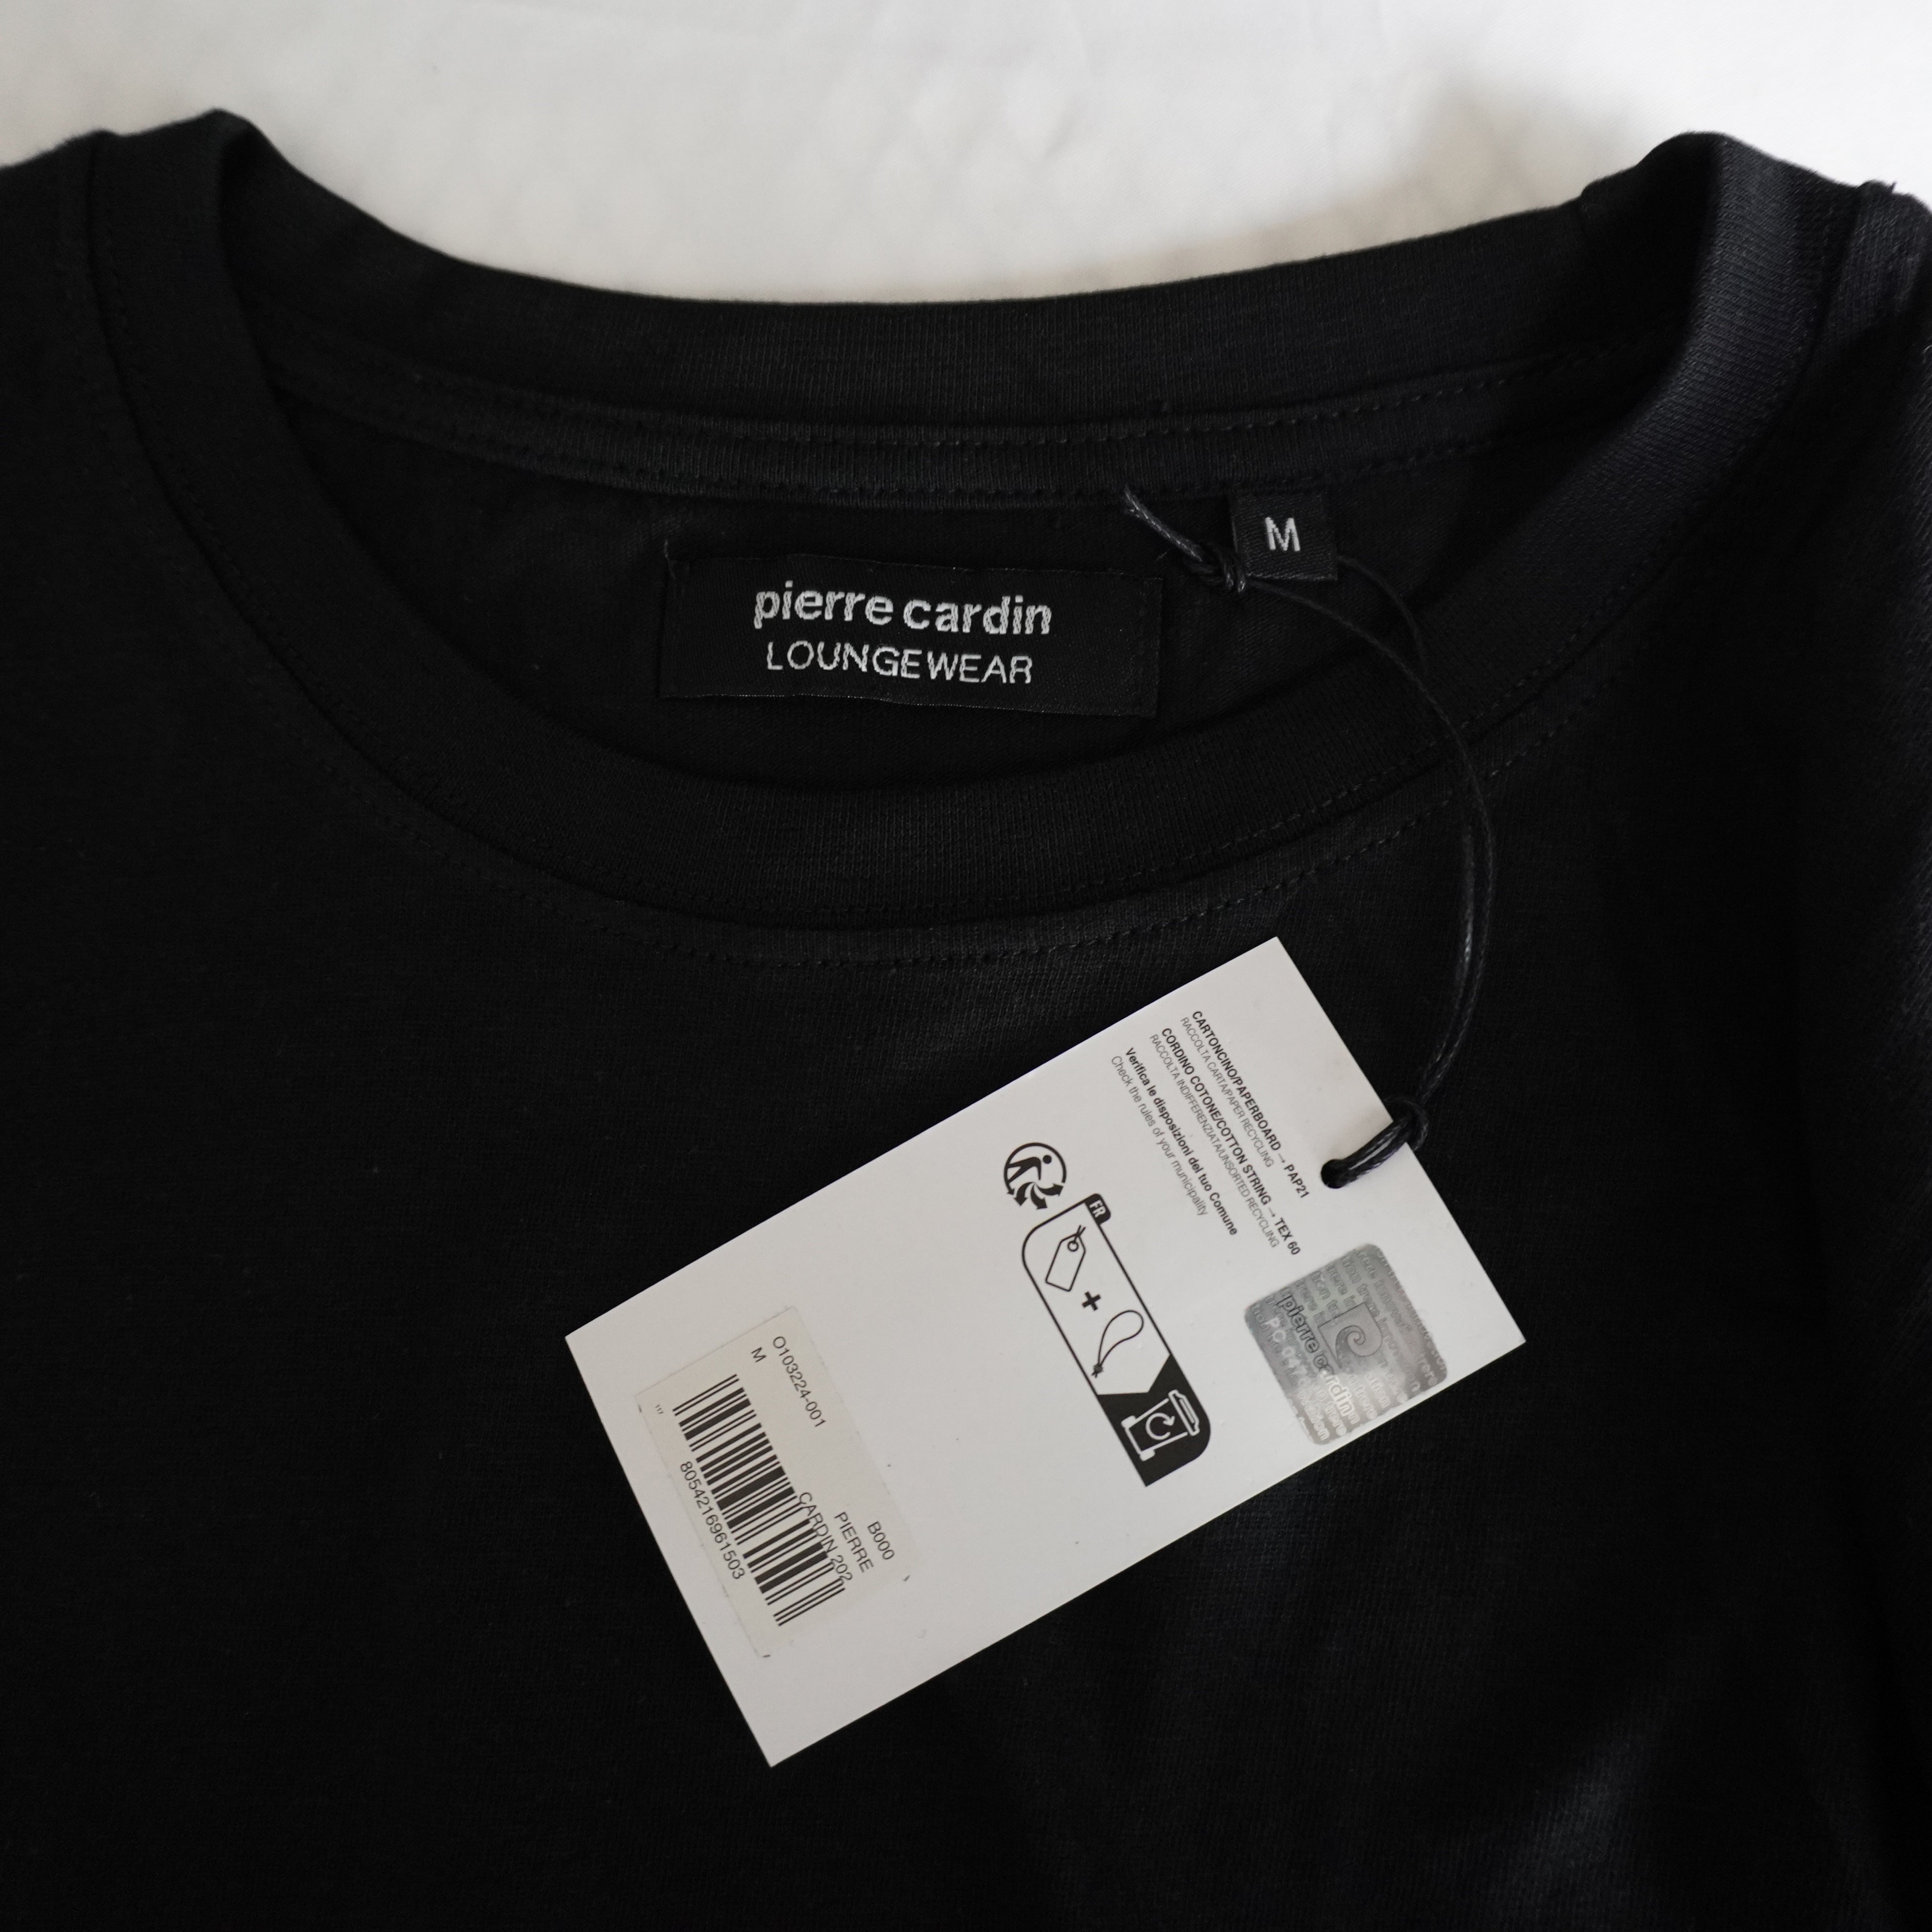 pierre cardin
LOUNGEWEAR
M
CARTONCINO/PAPERBOARD → PAP21
RACCOLTA CARTA/PAPER RECYCLING
CORDINO COTONE/COTTON STRING → TEX 60
RACCOLTA INDIFFERENZIATA/UNSORTED RECYCLING
Verifica le disposizioni del tuo Comune
Check the rules of your municipality
FR
+
pierre cardin
B000
PIERRE
CARDIN 202
O103224-001
M
8054216961503